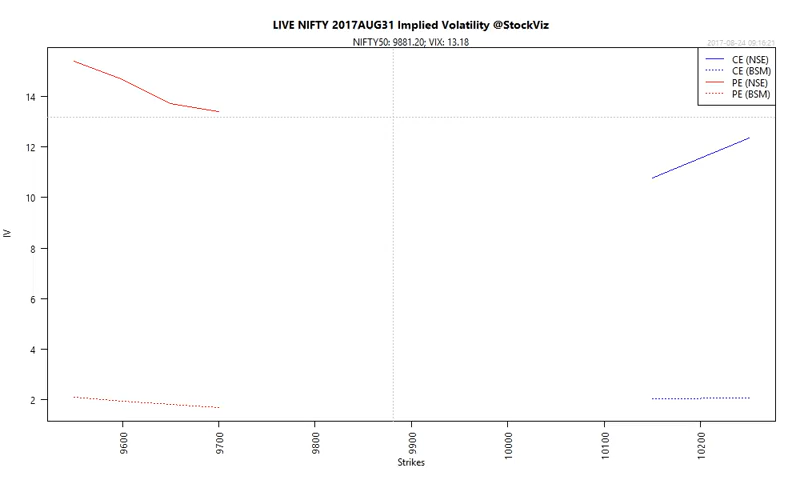 LIVE NIFTY 2017AUG31 Implied Volatility @StockViz
NIFTY50: 9881.20; VIX: 13.18
2017-08-24 09:16:21
CE (NSE)
CE (BSM)
PE (NSE)
PE (BSM)
14
12
10
8
6
4
2
IV
9600
9700
9800
9900
10000
10100
10200
Strikes